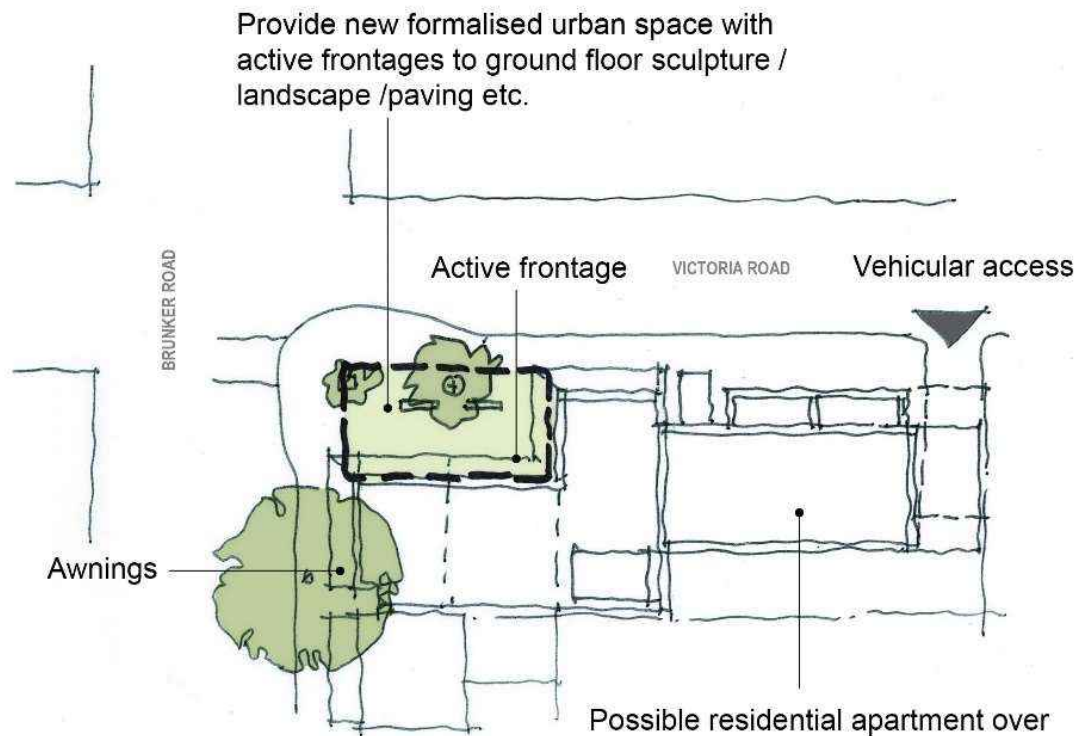 Provide new formalised urban space with
active frontages to ground floor sculpture /
landscape /paving etc.
BRUNKER ROAD
Active frontage
VICTORIA ROAD
Vehicular access
Awnings
Possible residential apartment over